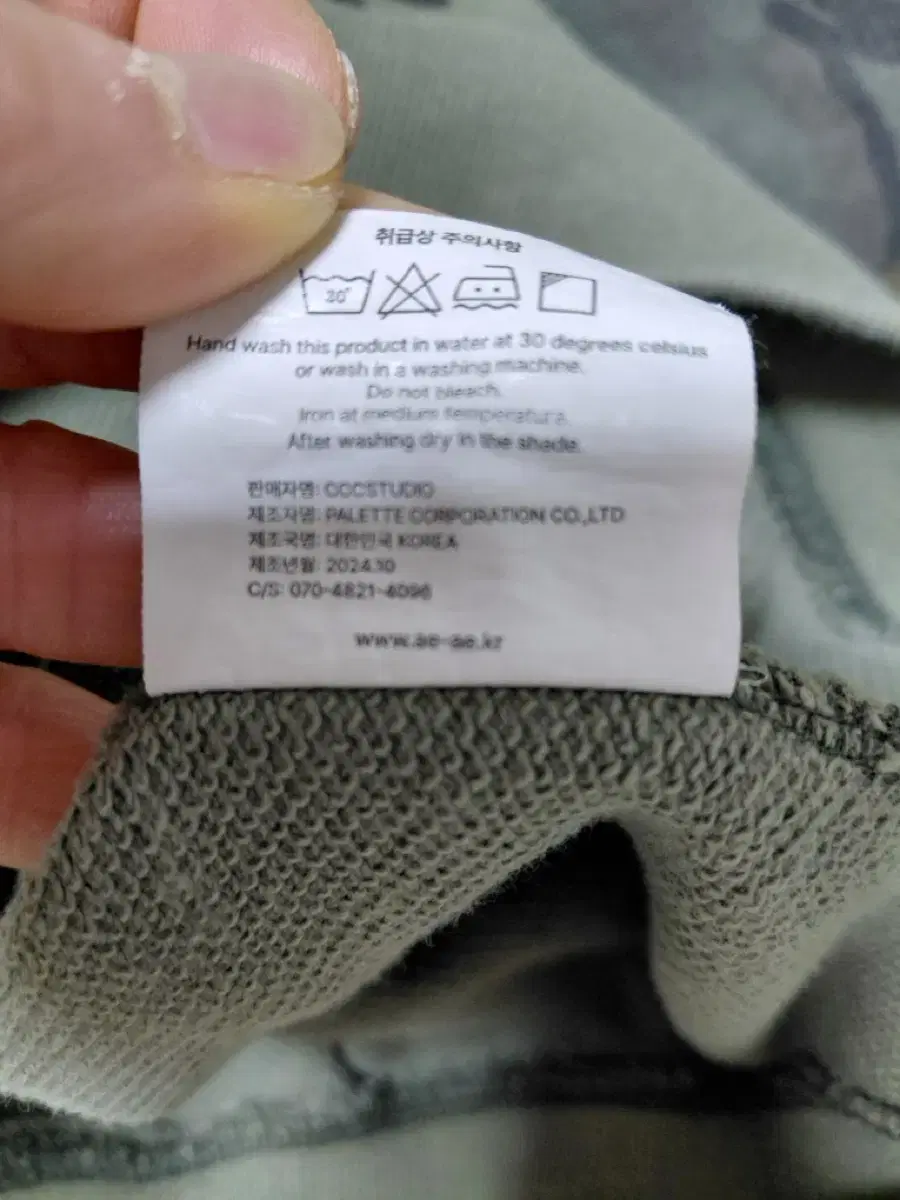 취급상 주의사항
30°
Hand wash this product in water at 30 degrees celsius
or wash in a washing machine.
Do not bleach.
Iron at medium temperatura.
After washing dry in the shade.
판매자명: CCCSTUDIO
제조자명: PALETTE CORPORATION CO.,LTD
제조국명: 대한민국 KOREA
제조년월: 2024.10
C/S: 070-4821-4096
www.ae-ae.kr